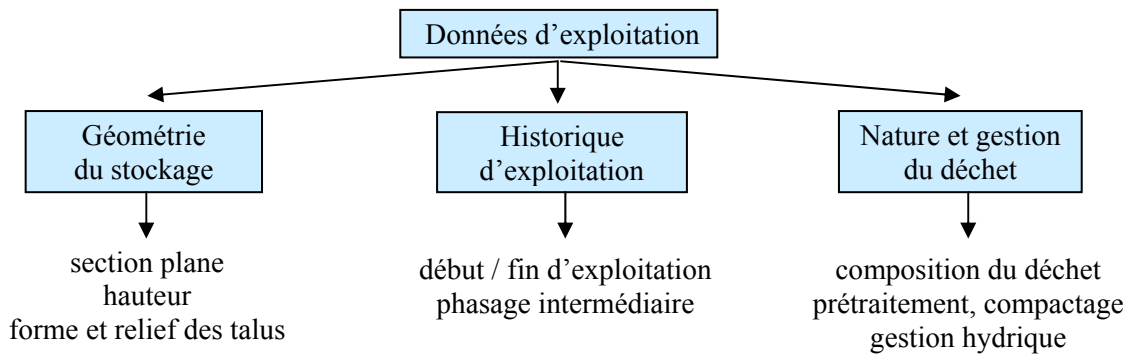 Données d’exploitation
Géométrie
du stockage
Historique
d’exploitation
Nature et gestion
du déchet
section plane
hauteur
forme et relief des talus
début / fin d’exploitation
phasage intermédiaire
composition du déchet
prétraitement, compactage
gestion hydrique